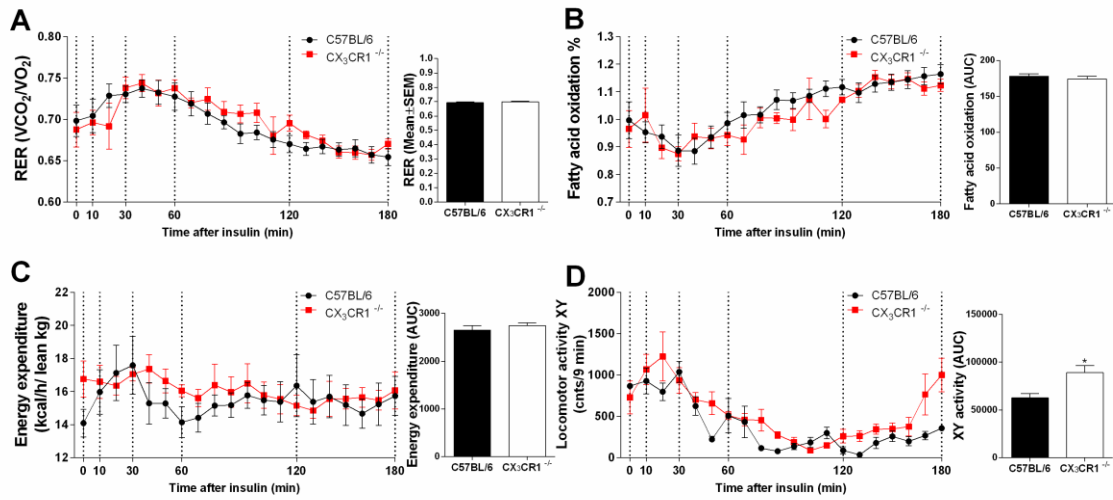 A
C57BL/6
CX3CR1 -/-
RER (VCO2/VO2)
0.80
0.75
0.70
0.65
0.60
0 10 30 60 120 180
Time after insulin (min)
RER (Mean±SEM)
1.0
0.9
0.8
0.7
0.6
0.5
0.4
0.3
0.2
0.1
0.0
C57BL/6 CX3CR1 -/-
B
C57BL/6
CX3CR1 -/-
Fatty acid oxidation %
1.3
1.2
1.1
1.0
0.9
0.8
0.7
0 10 30 60 120 180
Time after insulin (min)
Fatty acid oxidation (AUC)
200
150
100
50
0
C57BL/6 CX3CR1 -/-
C
C57BL/6
CX3CR1 -/-
Energy expenditure
(kcal/h/ lean kg)
22
20
18
16
14
12
0 10 30 60 120 180
Time after insulin (min)
Energy expenditure (AUC)
3000
2000
1000
0
C57BL/6 CX3CR1 -/-
D
C57BL/6
CX3CR1 -/-
Locomotor activity XY
(cnts/9 min)
2000
1500
1000
500
0
0 10 30 60 120 180
Time after insulin (min)
XY activity (AUC)
150000
100000
50000
0
*
C57BL/6 CX3CR1 -/-